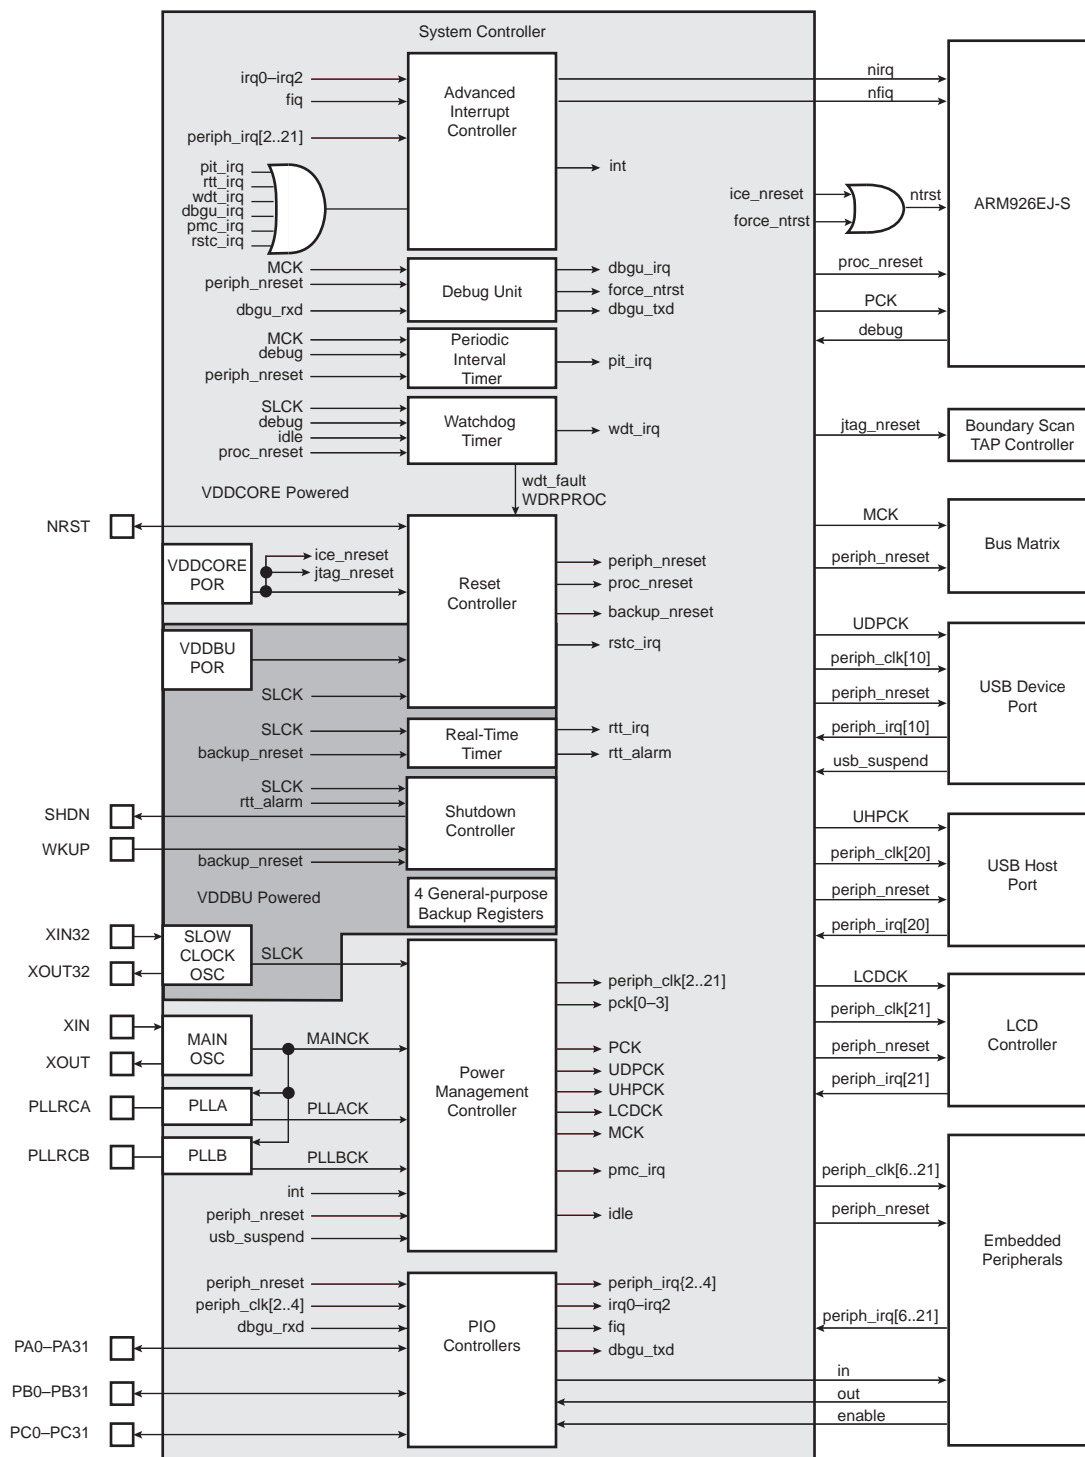 System Controller
irq0–irq2
fiq
periph_irq[2..21]
pit_irq
rtt_irq
wdt_irq
dbgu_irq
pmc_irq
rstc_irq
Advanced
Interrupt
Controller
int
nirq
nfiq
ice_nreset
force_ntrst
ntrst
ARM926EJ-S
proc_nreset
PCK
debug
MCK
periph_nreset
dbgu_rxd
Debug Unit
dbgu_irq
force_ntrst
dbgu_txd
MCK
debug
periph_nreset
Periodic
Interval
Timer
pit_irq
SLCK
debug
idle
proc_nreset
Watchdog
Timer
wdt_irq
jtag_nreset
Boundary Scan
TAP Controller
wdt_fault
WDRPROC
VDDCORE Powered
NRST
VDDCORE
POR
ice_nreset
jtag_nreset
Reset
Controller
periph_nreset
proc_nreset
backup_nreset
rstc_irq
MCK
periph_nreset
Bus Matrix
VDDBU
POR
SLCK
UDPCK
periph_clk[10]
periph_nreset
periph_irq[10]
usb_suspend
USB Device
Port
SLCK
backup_nreset
Real-Time
Timer
rtt_irq
rtt_alarm
SLCK
rtt_alarm
SHDN
WKUP
backup_nreset
Shutdown
Controller
UHPCK
periph_clk[20]
periph_nreset
periph_irq[20]
USB Host
Port
VDDBU Powered
4 General-purpose
Backup Registers
XIN32
XOUT32
SLOW
CLOCK
OSC
SLCK
XIN
XOUT
MAIN
OSC
MAINCK
PLLRCA
PLLA
PLLACK
PLLRCB
PLLB
PLLBCK
int
periph_nreset
usb_suspend
Power
Management
Controller
periph_clk[2..21]
pck[0–3]
PCK
UDPCK
UHPCK
LCDCK
MCK
pmc_irq
idle
LCDCK
periph_clk[21]
periph_nreset
periph_irq[21]
LCD
Controller
periph_clk[6..21]
periph_nreset
periph_irq[6..21]
in
out
enable
Embedded
Peripherals
periph_nreset
periph_clk[2..4]
dbgu_rxd
PA0–PA31
PB0–PB31
PC0–PC31
PIO
Controllers
periph_irq{2..4]
irq0–irq2
fiq
dbgu_txd